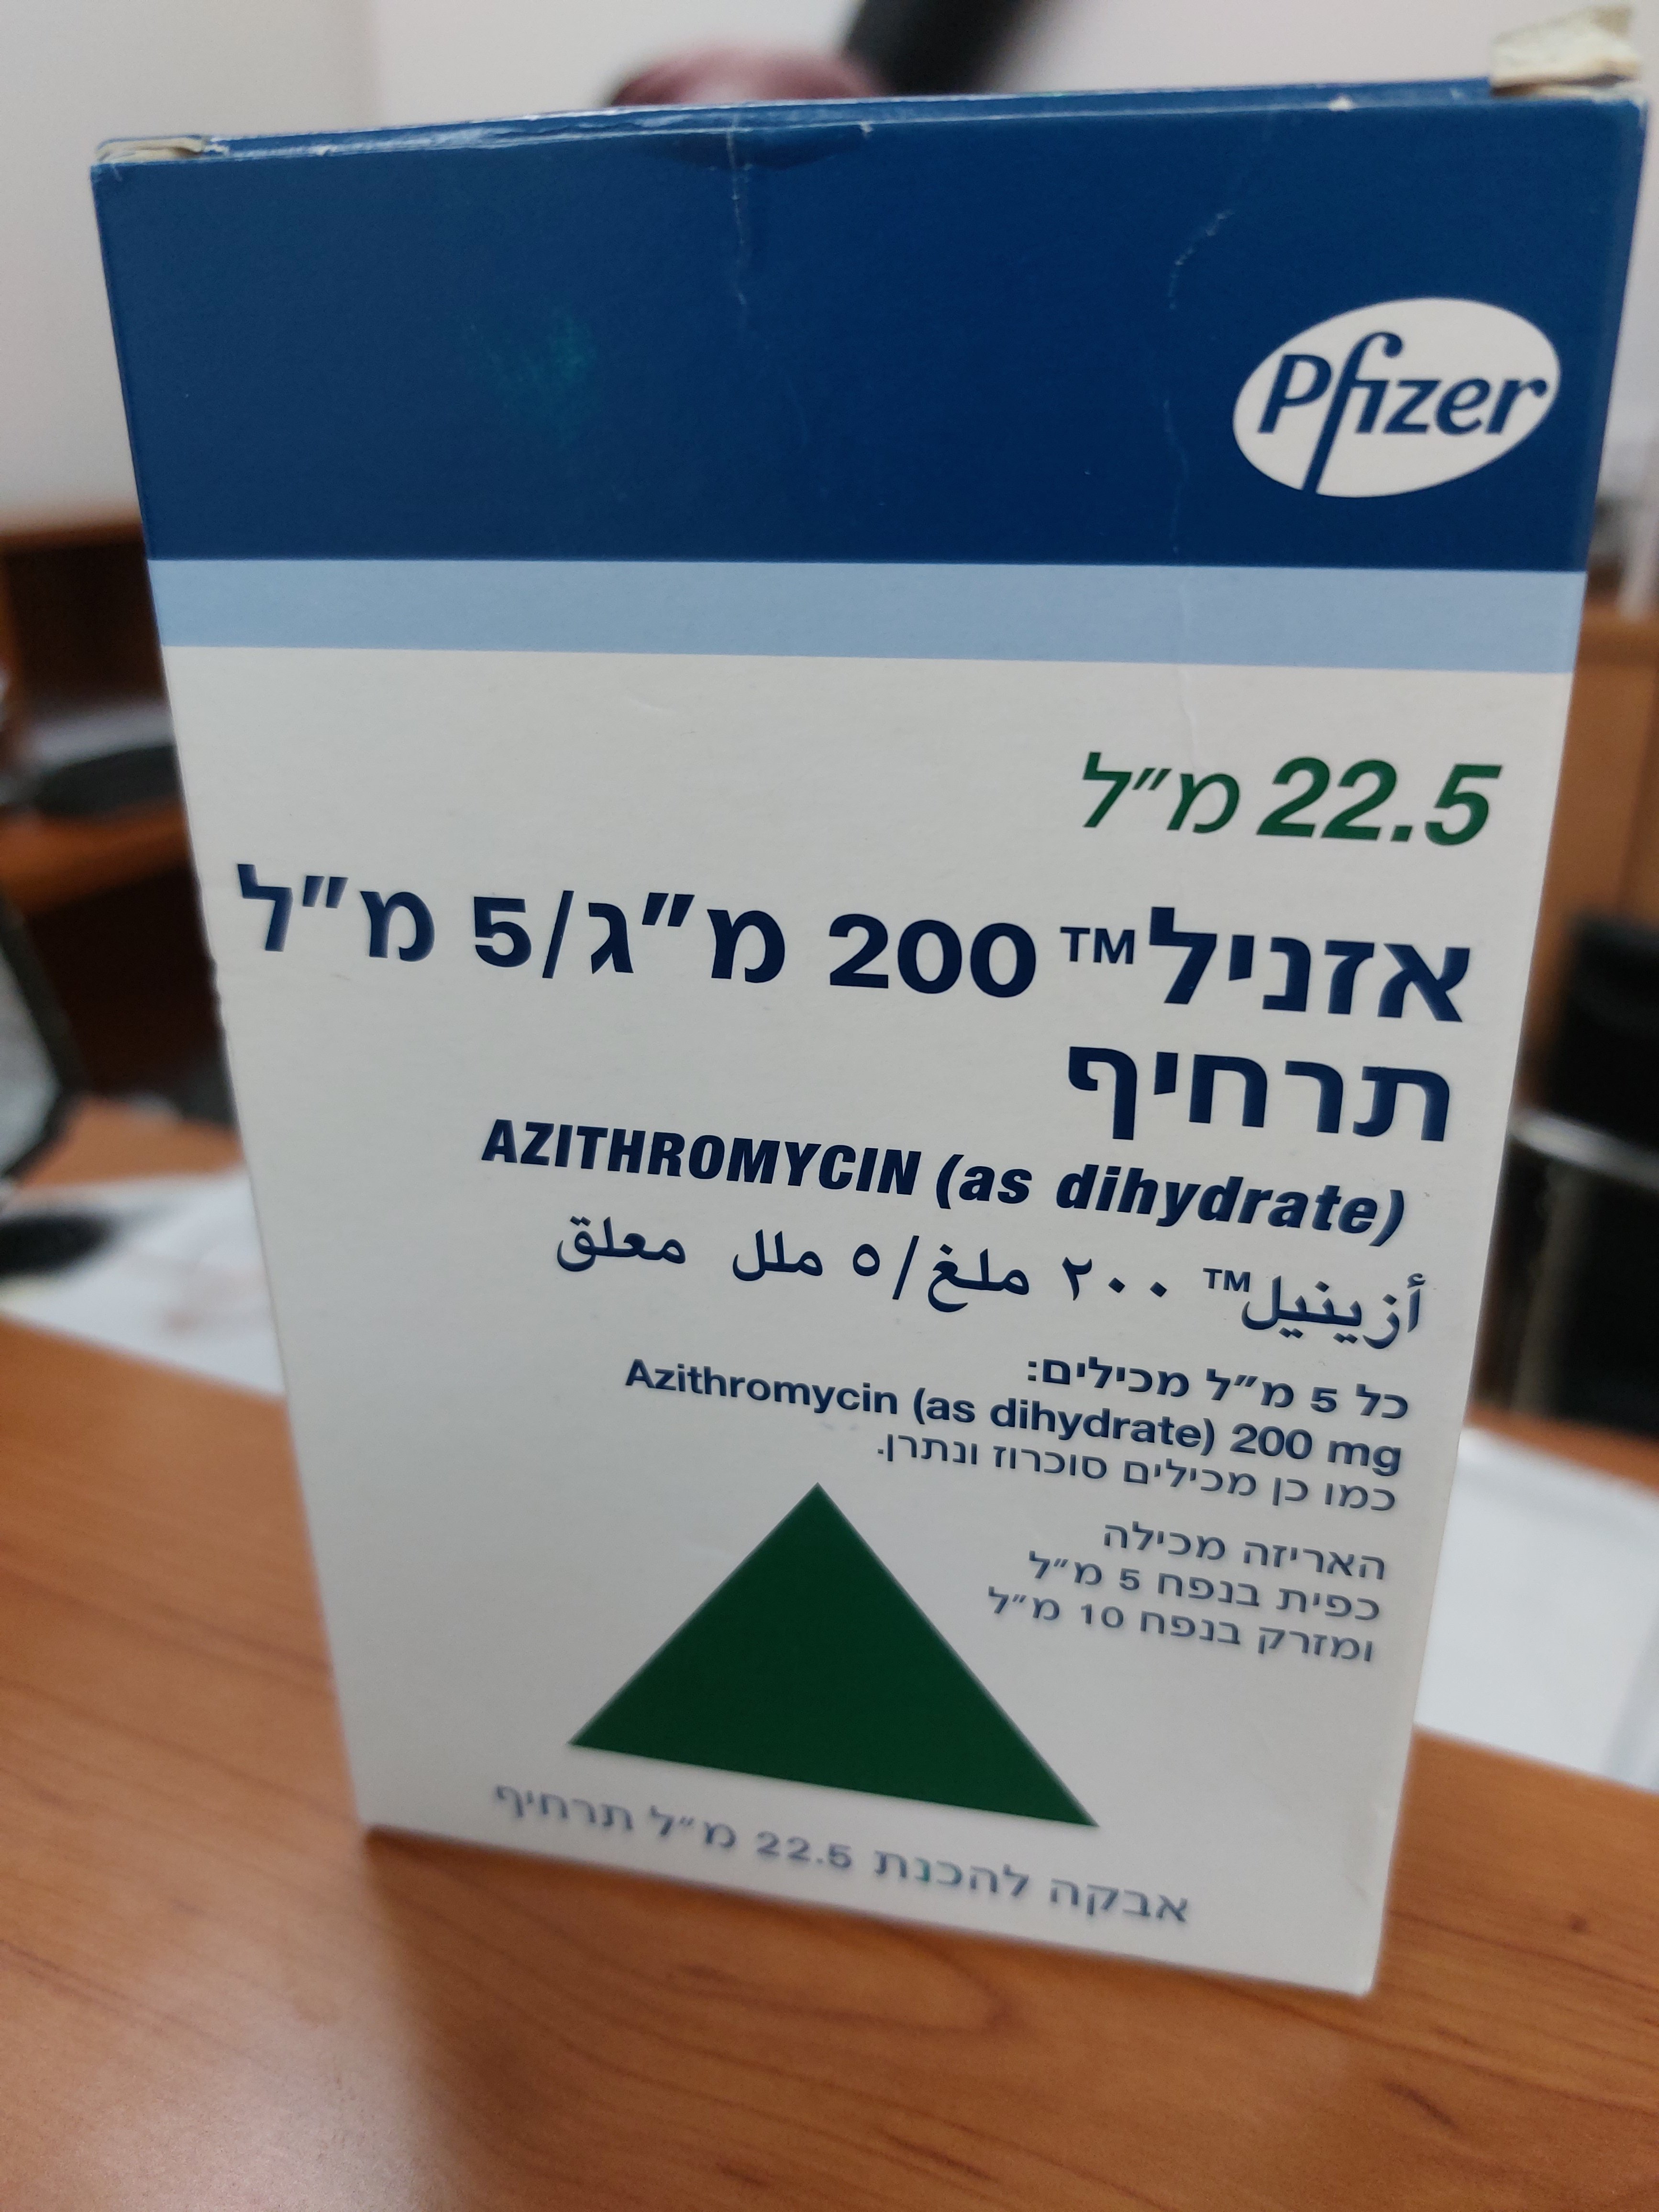 Pfizer
22.5 מ"ל
אזניל™ 200 מ"ג/5 מ"ל
תרחיף
AZITHROMYCIN (as dihydrate)
أزينيل™ ٢٠٠ ملغ/٥ ملل معلق
כל 5 מ"ל מכילים:
Azithromycin (as dihydrate) 200 mg
כמו כן מכילים סוכרוז ונתרן.
האריזה מכילה
כפית בנפח 5 מ"ל
ומזרק בנפח 10 מ"ל
אבקה להכנת 22.5 מ"ל תרחיף